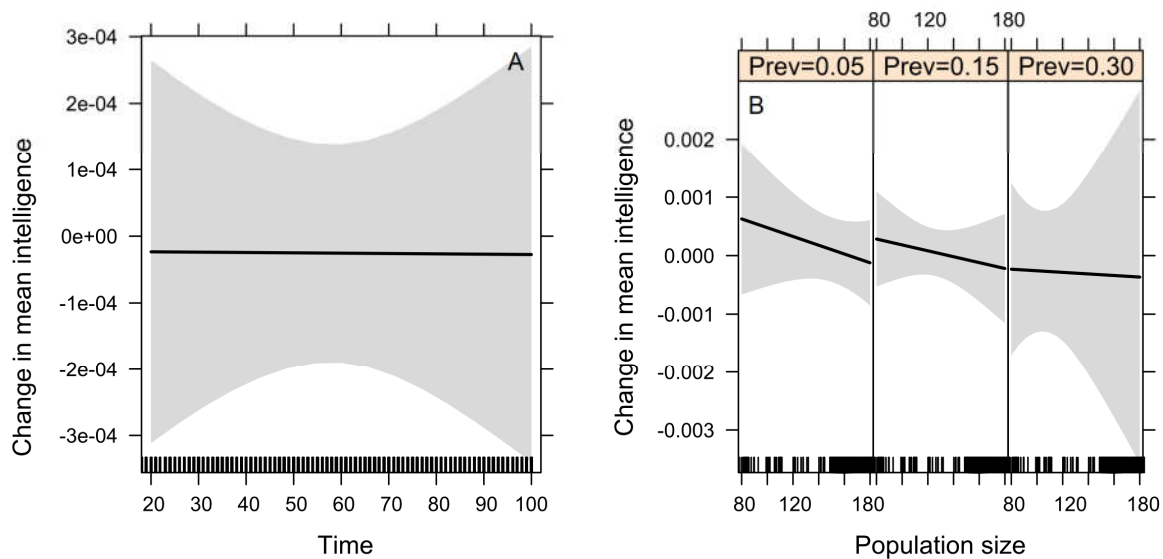 A
Change in mean intelligence
3e-04
2e-04
1e-04
0e+00
-1e-04
-2e-04
-3e-04
20 30 40 50 60 70 80 90 100
Time
80 120 180
Prev=0.05 Prev=0.15 Prev=0.30
B
Change in mean intelligence
0.002
0.001
0.000
-0.001
-0.002
-0.003
80 120 180 80 120 180
Population size